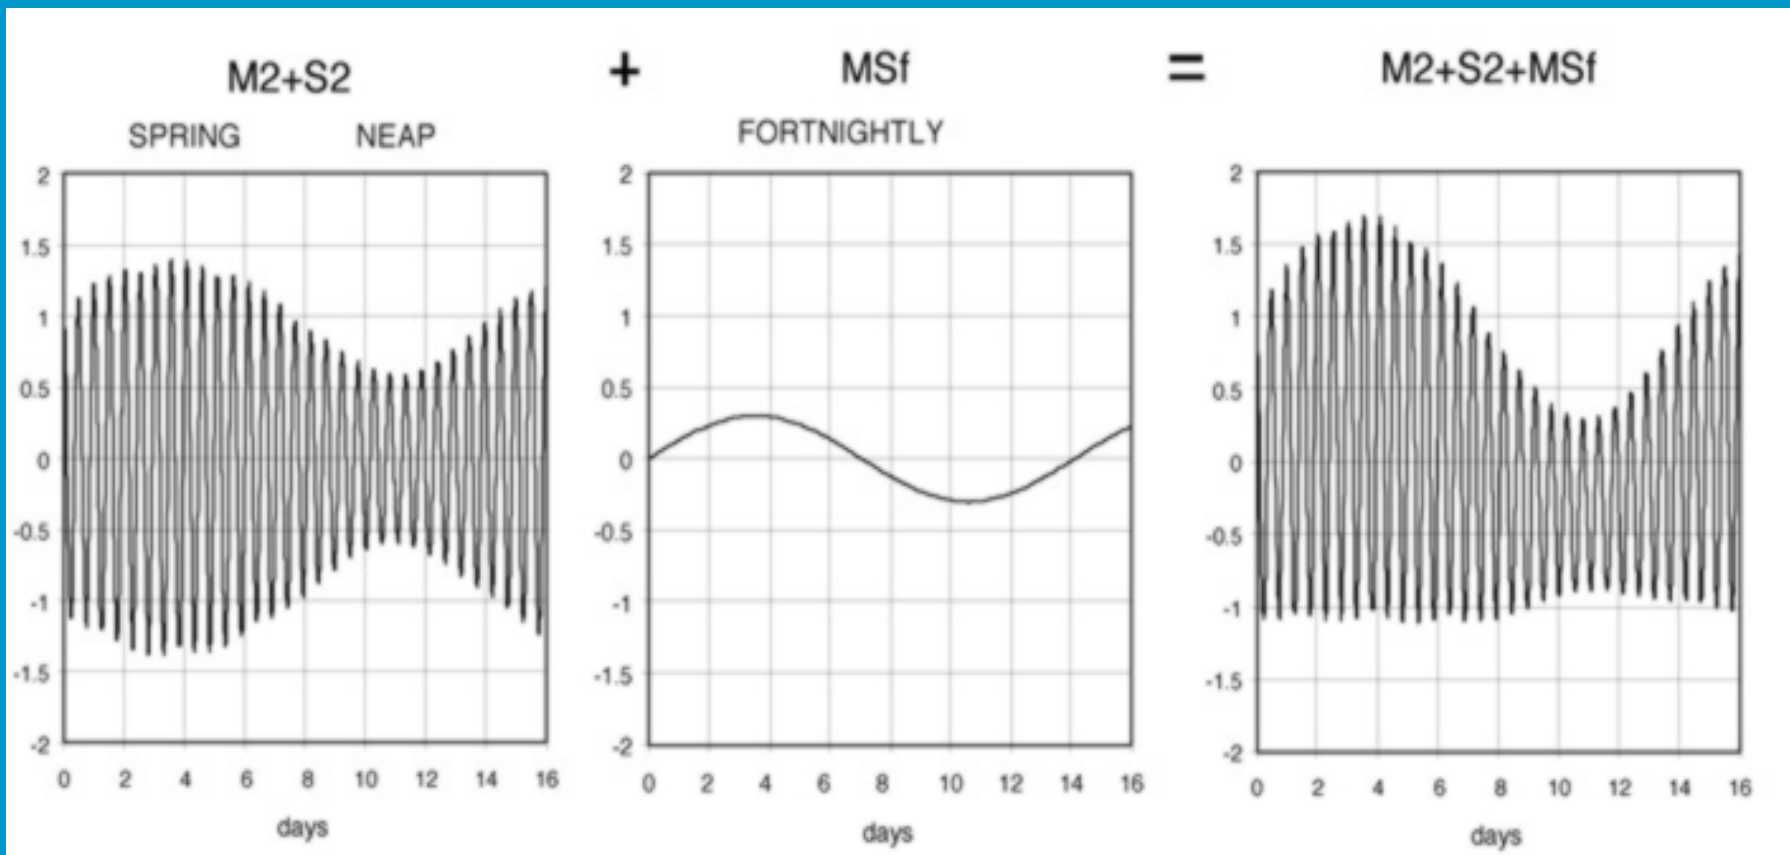 M2+S2 + MSf = M2+S2+MSf
SPRING NEAP FORTNIGHTLY
2 2 2
1.5 1.5 1.5
1 1 1
0.5 0.5 0.5
0 0 0
-0.5 -0.5 -0.5
-1 -1 -1
-1.5 -1.5 -1.5
-2 -2 -2
0 2 4 6 8 10 12 14 16 0 2 4 6 8 10 12 14 16 0 2 4 6 8 10 12 14 16
days days days